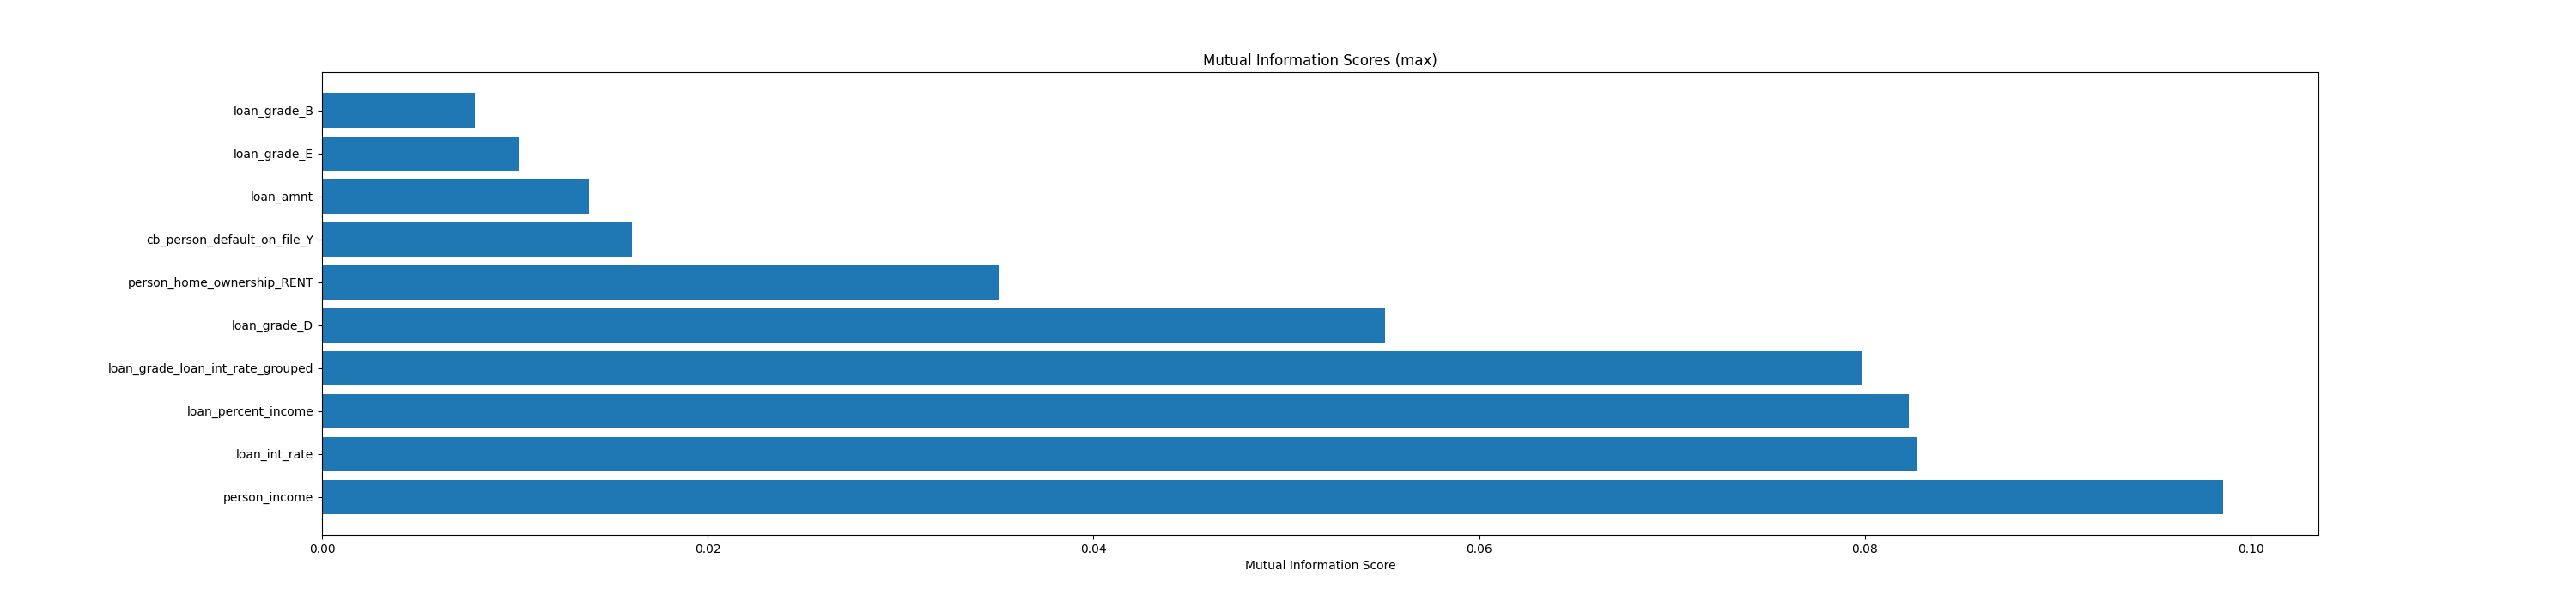 Mutual Information Scores (max)
loan_grade_B
loan_grade_E
loan_amnt
cb_person_default_on_file_Y
person_home_ownership_RENT
loan_grade_D
loan_grade_loan_int_rate_grouped
loan_percent_income
loan_int_rate
person_income
0.00 0.02 0.04 0.06 0.08 0.10
Mutual Information Score